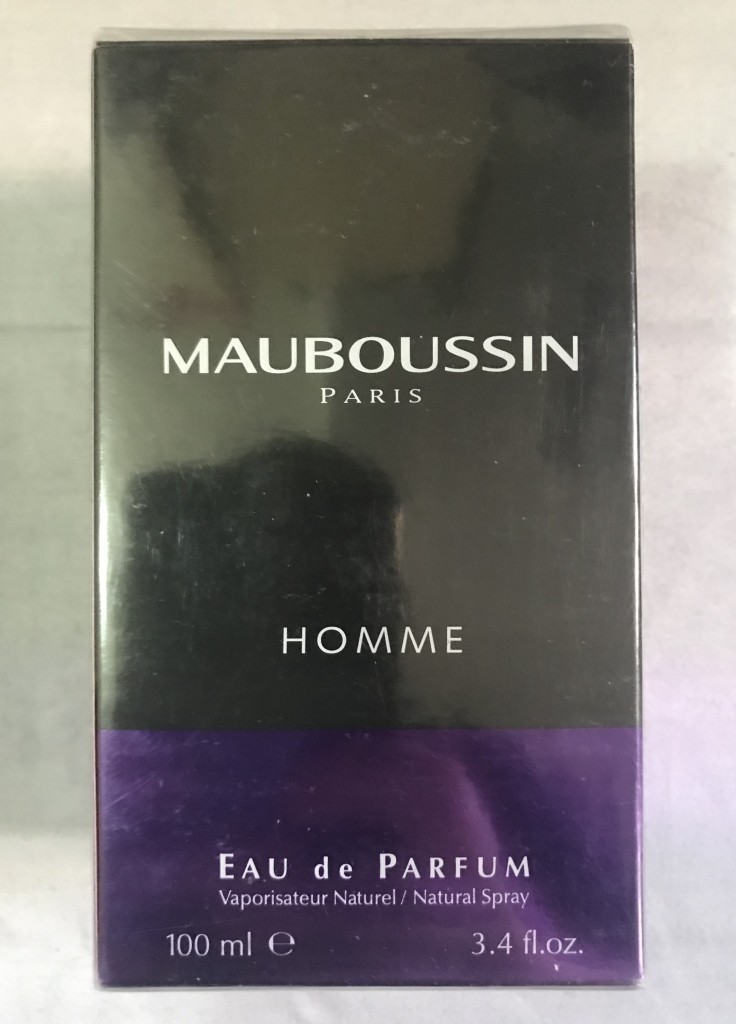 MAUBOUSSIN
PARIS
HOMME
EAU de PARFUM
Vaporisateur Naturel / Natural Spray
100 ml ℮ 3.4 fl.oz.